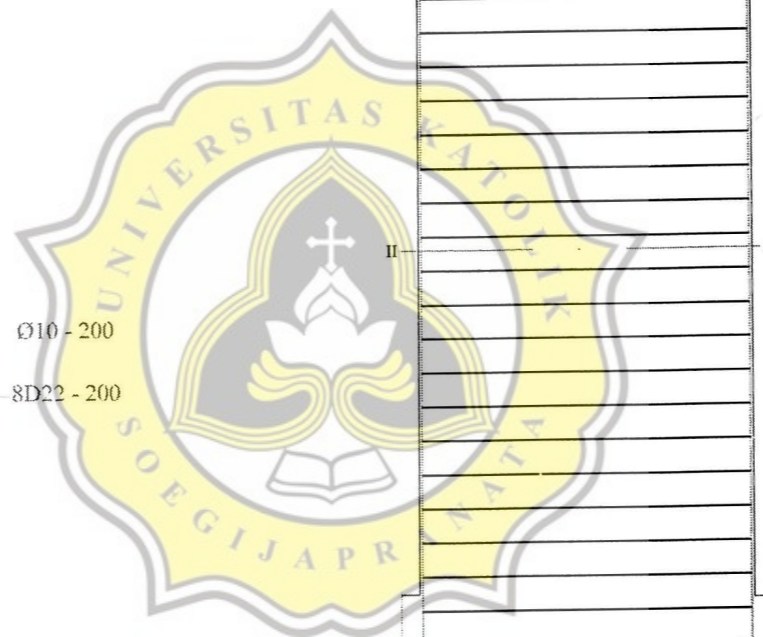 UNIVERSITAS KATOLIK
II
Ø10 - 200
8D22 - 200
SOEGIJAPRANATA